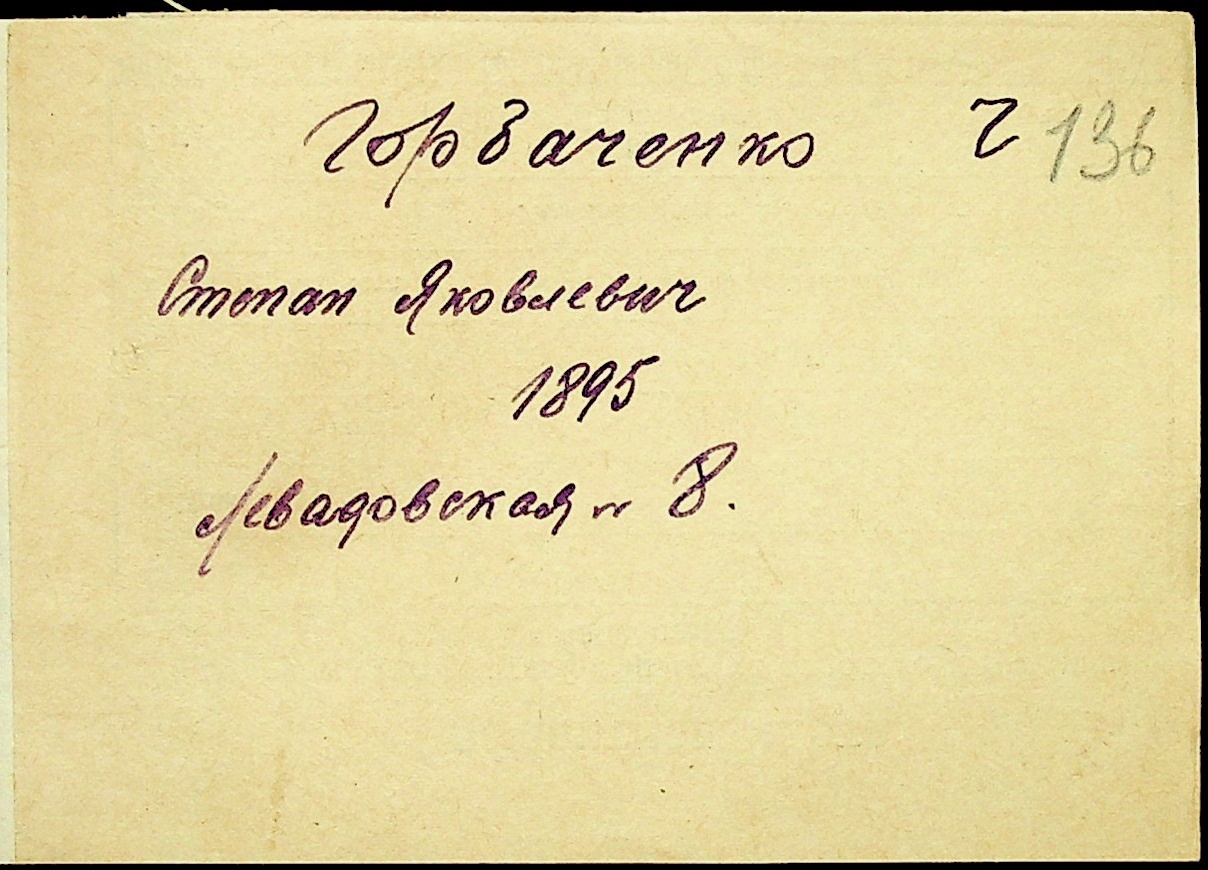 Горбаченко ч 136
Степан Яковлевич
1895
Левадовская № 8.